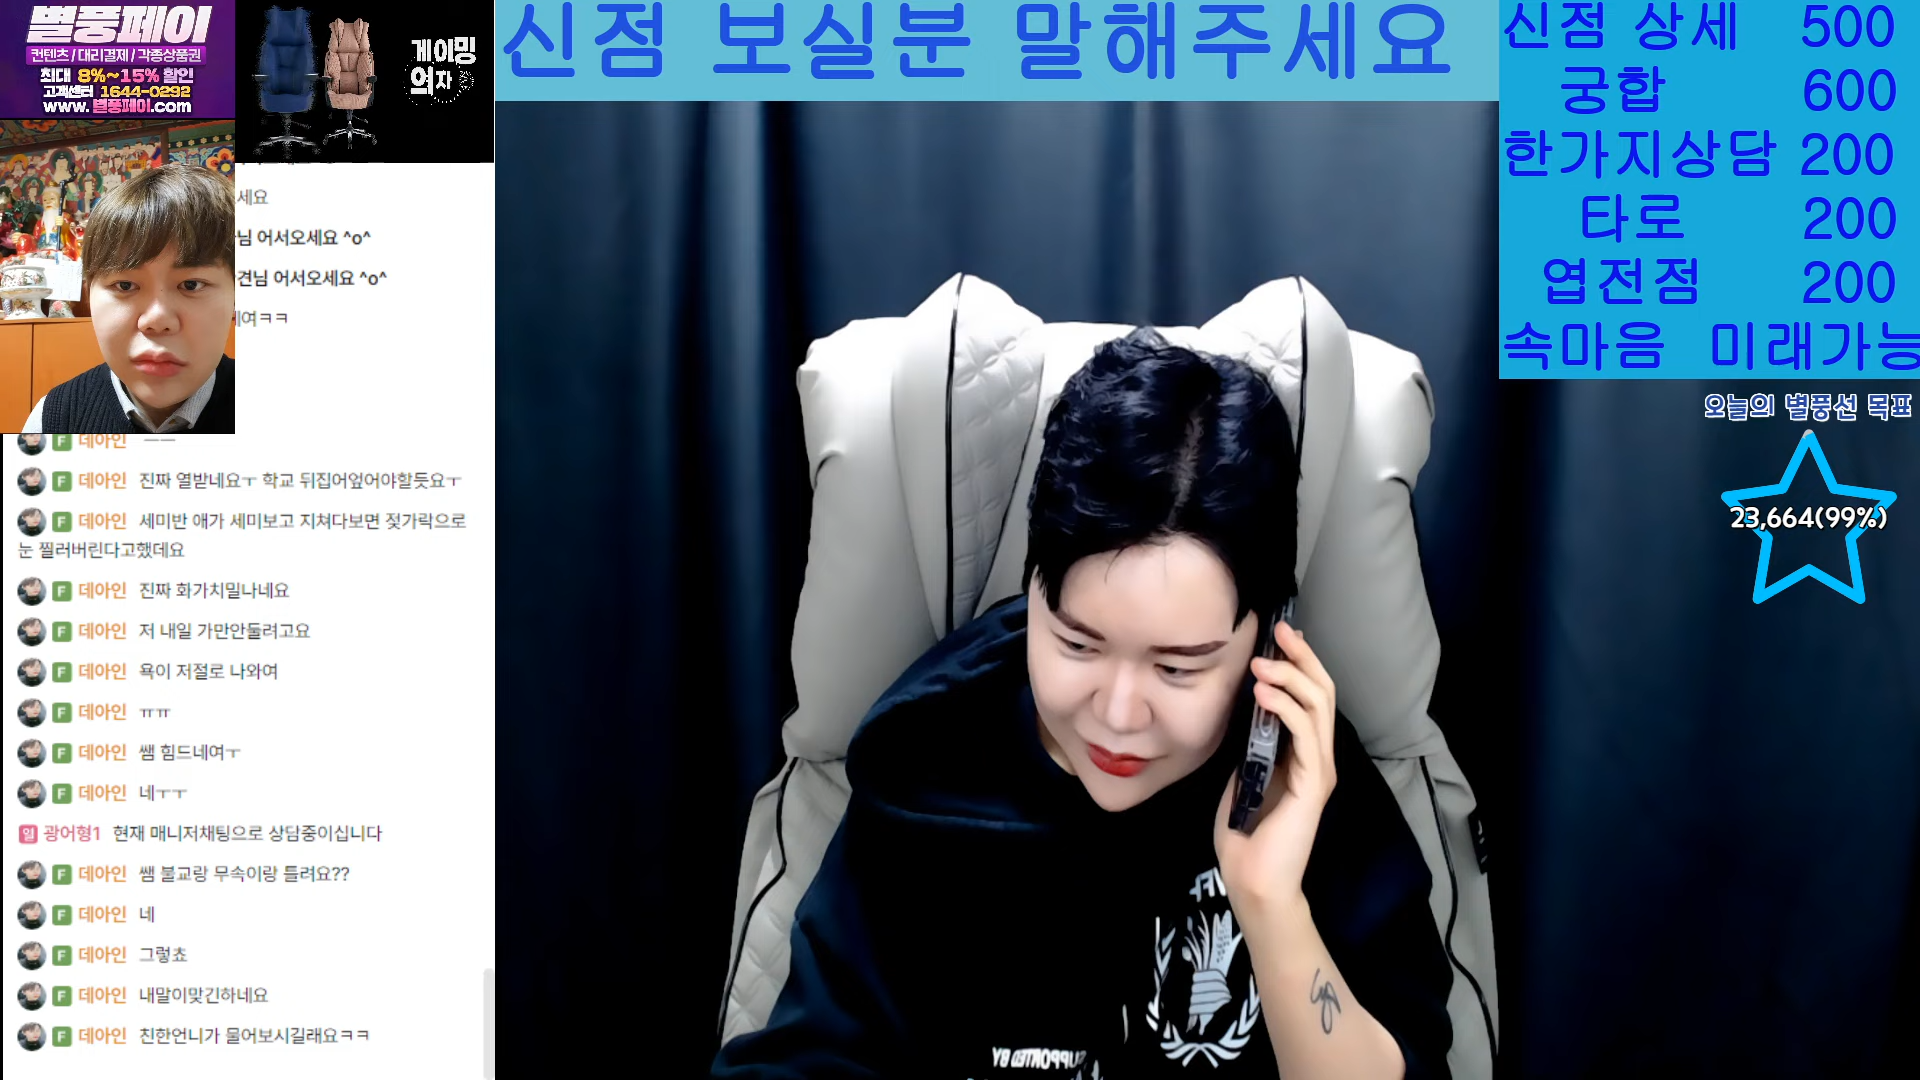 별풍페이
컨텐츠 / 대리결제 / 각종상품권
최대 8%~15% 할인
고객센터 1644-0292
www.별풍페이.com
게이밍
의자
신점 보실분 말해주세요
신점 상세 500
궁합 600
한가지상담 200
타로 200
엽전점 200
속마음 미래가능
오늘의 별풍선 목표
23,664(99%)
세요
님 어서오세요 ^o^
견님 어서오세요 ^o^
여ㅋㅋ
F 데아인 ㅡㅡ
F 데아인 진짜 열받네요ㅜ 학교 뒤집어엎어야할듯요ㅜ
F 데아인 세미반 애가 세미보고 지쳐다보면 젖가락으로
눈 찔러버린다고했데요
F 데아인 진짜 화가치밀나네요
F 데아인 저 내일 가만안둘려고요
F 데아인 욕이 저절로 나와여
F 데아인 ㅠㅠ
F 데아인 쌤 힘드네여ㅜ
F 데아인 네ㅜㅜ
일 광어형1 현재 매니저채팅으로 상담중이십니다
F 데아인 쌤 불교랑 무속이랑 틀려요??
F 데아인 네
F 데아인 그렇쵸
F 데아인 내말이맞긴하네요
F 데아인 친한언니가 물어보시길래요ㅋㅋ
SUPPORTED BY